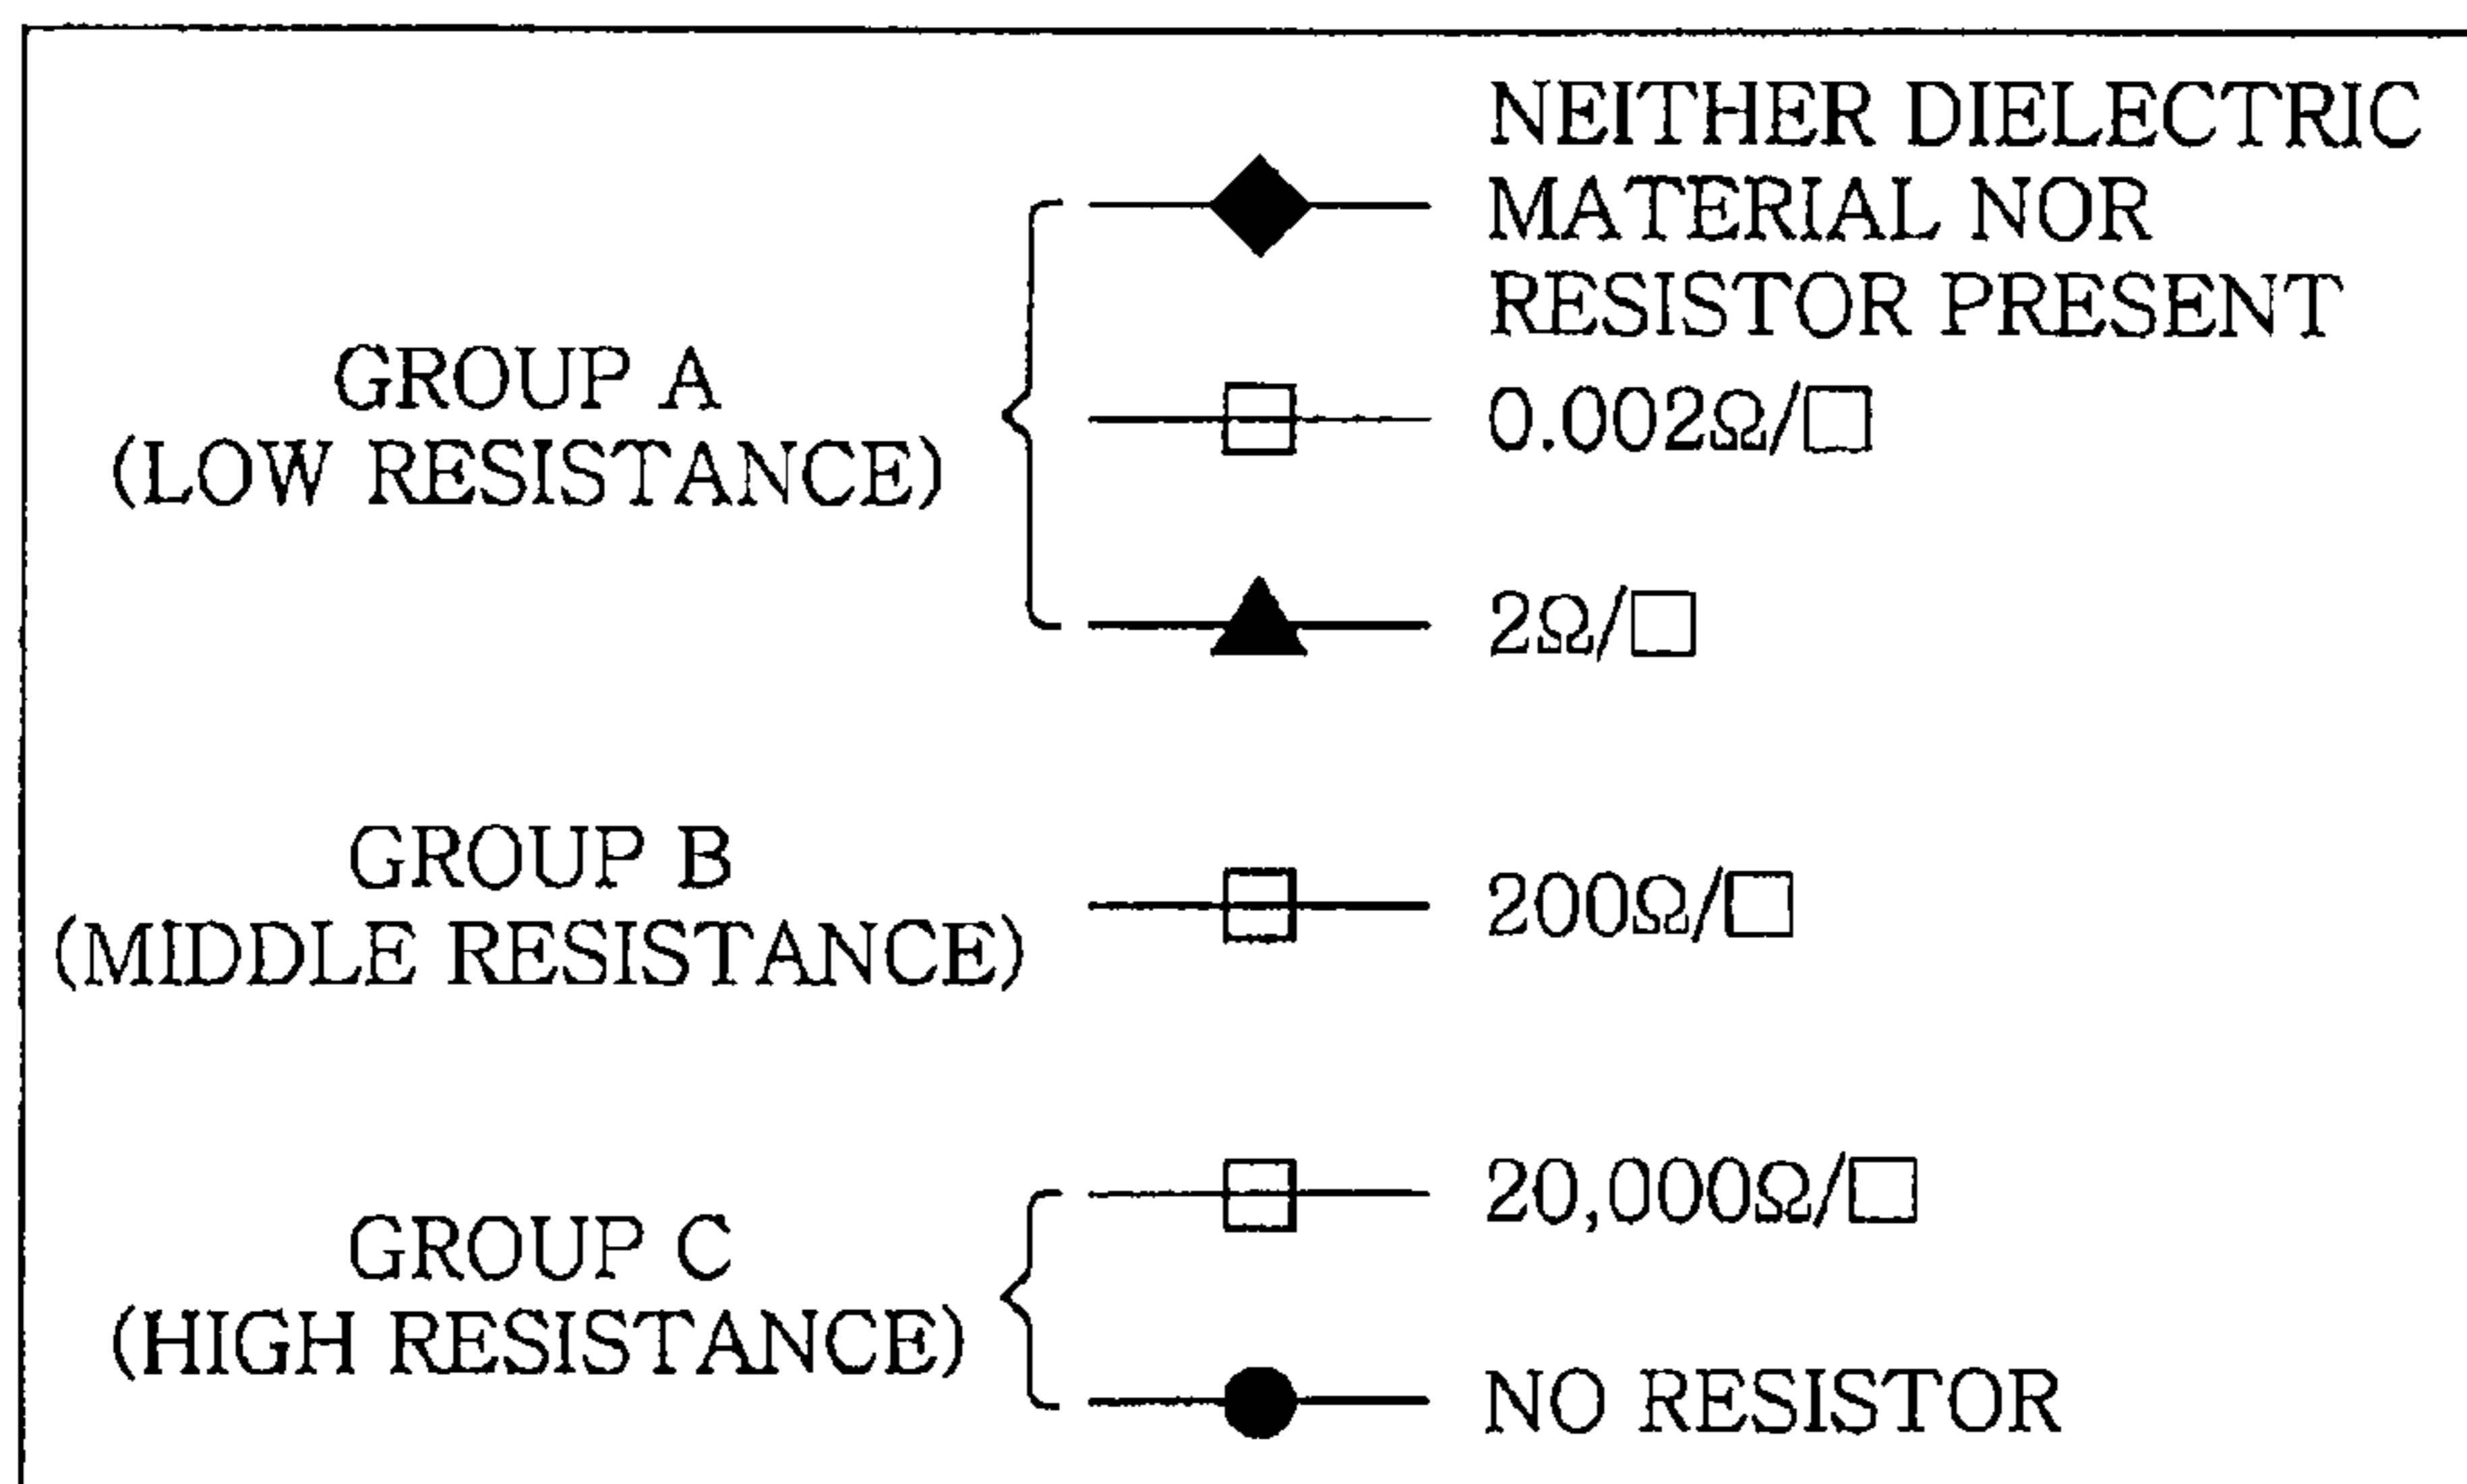 NEITHER DIELECTRIC
MATERIAL NOR
RESISTOR PRESENT
GROUP A
(LOW RESISTANCE)
0.002Ω/□
2Ω/□
GROUP B
(MIDDLE RESISTANCE)
200Ω/□
GROUP C
(HIGH RESISTANCE)
20,000Ω/□
NO RESISTOR